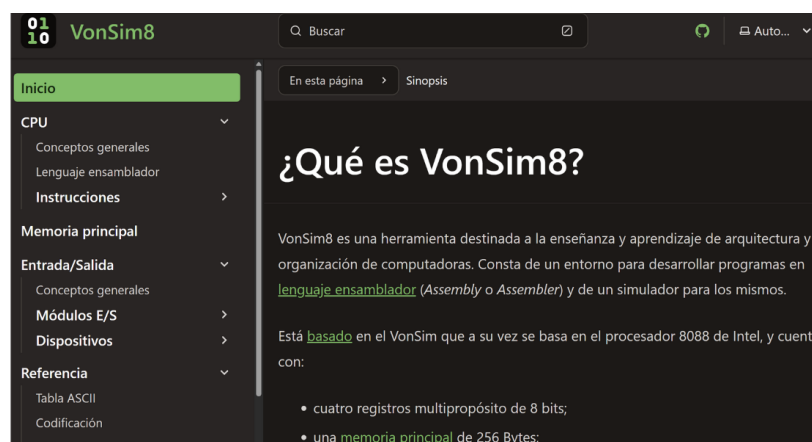 01
10
VonSim8
Buscar
Auto...
Inicio
CPU
Conceptos generales
Lenguaje ensamblador
Instrucciones
Memoria principal
Entrada/Salida
Conceptos generales
Módulos E/S
Dispositivos
Referencia
Tabla ASCII
Codificación
En esta página
Sinopsis
¿Qué es VonSim8?
VonSim8 es una herramienta destinada a la enseñanza y aprendizaje de arquitectura y
organización de computadoras. Consta de un entorno para desarrollar programas en
lenguaje ensamblador (Assembly o Assembler) y de un simulador para los mismos.
Está basado en el VonSim que a su vez se basa en el procesador 8088 de Intel, y cuent
con:
• cuatro registros multipropósito de 8 bits;
• una memoria principal de 256 Bytes;